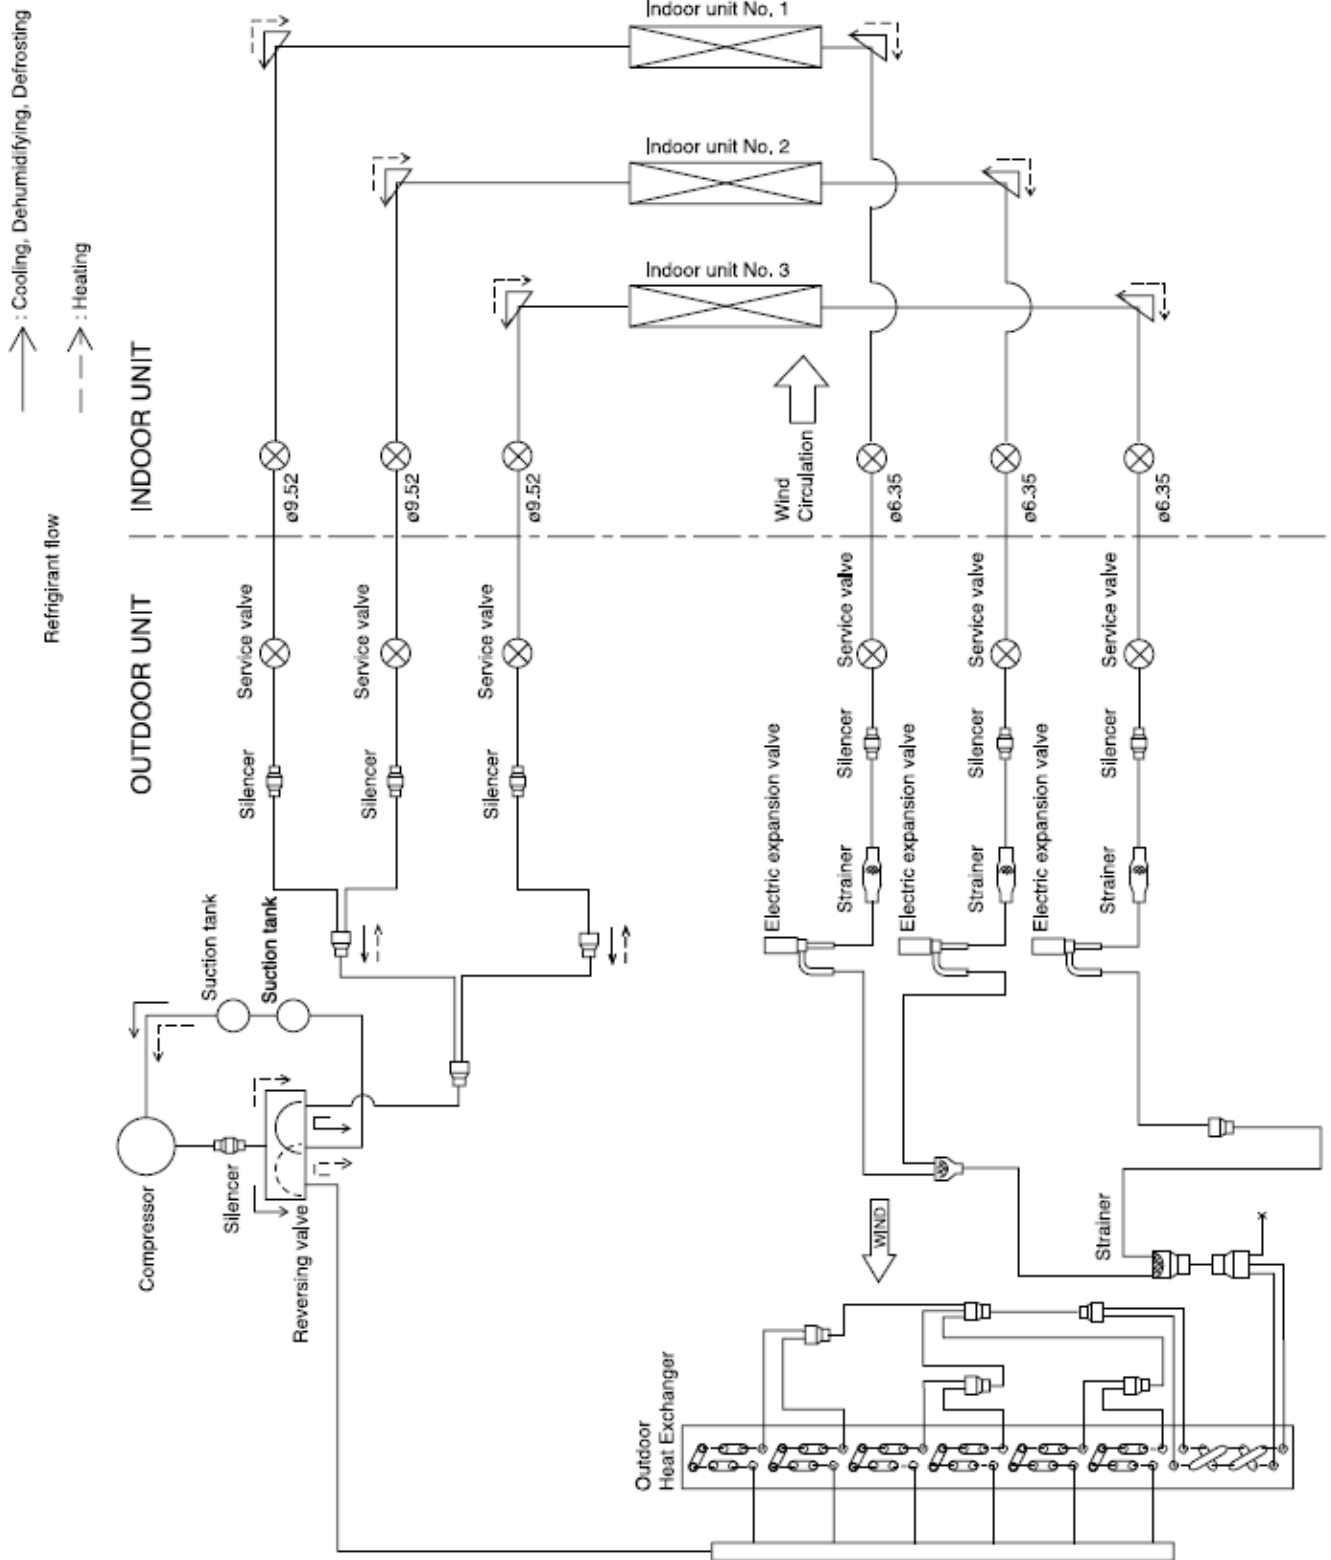 Refrigirant flow
: Cooling, Dehumidifying, Defrosting
: Heating
INDOOR UNIT
OUTDOOR UNIT
Indoor unit No. 1
Indoor unit No. 2
Indoor unit No. 3
Wind
Circulation
ø9.52
ø9.52
ø9.52
ø6.35
ø6.35
ø6.35
Service valve
Service valve
Service valve
Service valve
Service valve
Service valve
Silencer
Silencer
Silencer
Silencer
Silencer
Silencer
Electric expansion valve
Strainer
Electric expansion valve
Strainer
Electric expansion valve
Strainer
Suction tank
Suction tank
Compressor
Silencer
Reversing valve
WIND
Strainer
Outdoor
Heat Exchanger